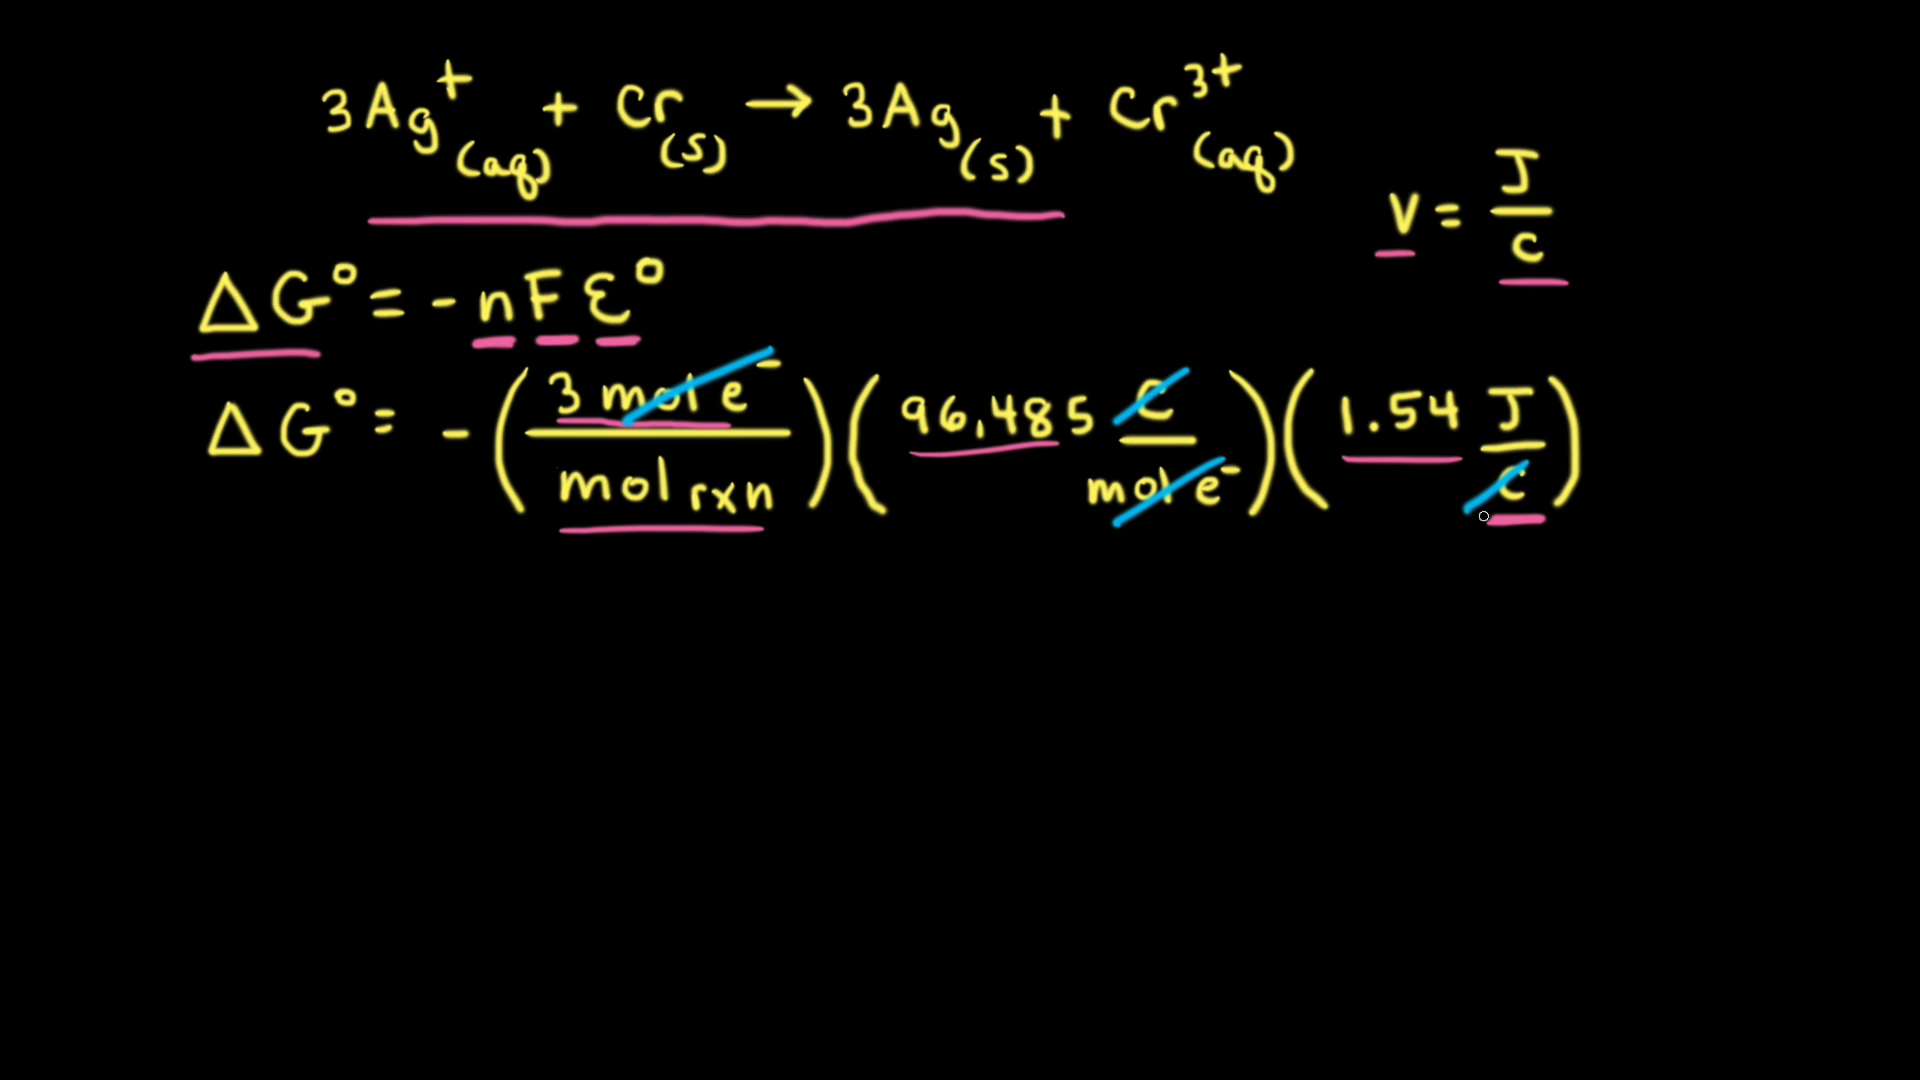 3Ag⁺(aq) + Cr(s) → 3Ag(s) + Cr³⁺(aq)
V = J/C
ΔG° = -nFε°
ΔG° = -(3 mol e⁻/mol rxn)(96,485 C/mol e⁻)(1.54 J/C)